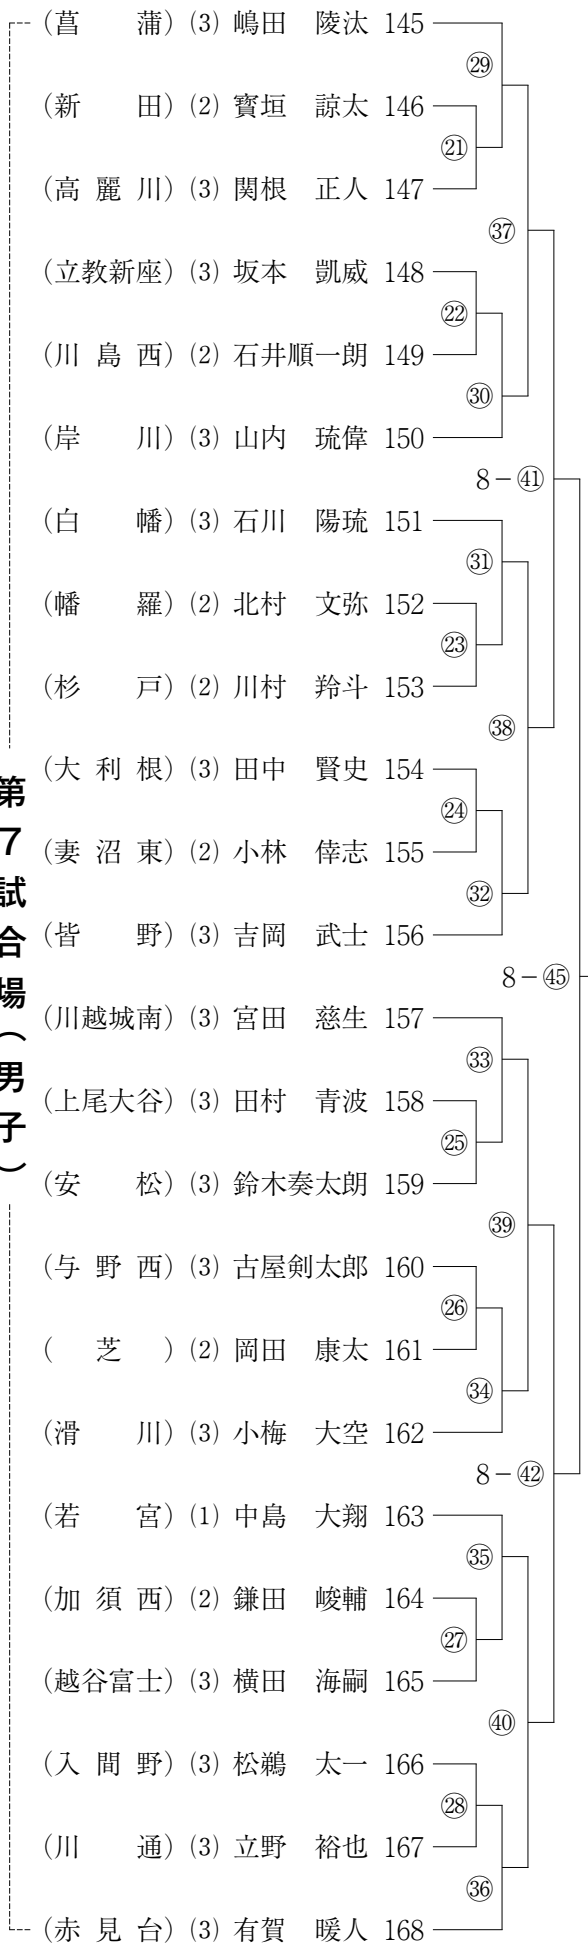 第７試合場（男子）
（菖　　蒲）(3) 嶋田　陵汰 145
㉙
（新　　田）(2) 寳垣　諒太 146
㉑
（高 麗 川）(3) 関根　正人 147
㊲
（立教新座）(3) 坂本　凱威 148
㉒
（川 島 西）(2) 石井順一朗 149
㉚
（岸　　川）(3) 山内　琉偉 150
8－㊶
（白　　幡）(3) 石川　陽琉 151
㉛
（幡　　羅）(2) 北村　文弥 152
㉓
（杉　　戸）(2) 川村　羚斗 153
㊳
（大 利 根）(3) 田中　賢史 154
㉔
（妻 沼 東）(2) 小林　倖志 155
㉜
（皆　　野）(3) 吉岡　武士 156
8－㊺
（川越城南）(3) 宮田　慈生 157
㉝
（上尾大谷）(3) 田村　青波 158
㉕
（安　　松）(3) 鈴木奏太朗 159
㊴
（与 野 西）(3) 古屋剣太郎 160
㉖
（　芝　）(2) 岡田　康太 161
㉞
（滑　　川）(3) 小梅　大空 162
8－㊷
（若　　宮）(1) 中島　大翔 163
㉟
（加 須 西）(2) 鎌田　峻輔 164
㉗
（越谷富士）(3) 横田　海嗣 165
㊵
（入 間 野）(3) 松鵜　太一 166
㉘
（川　　通）(3) 立野　裕也 167
㊱
（赤 見 台）(3) 有賀　暖人 168